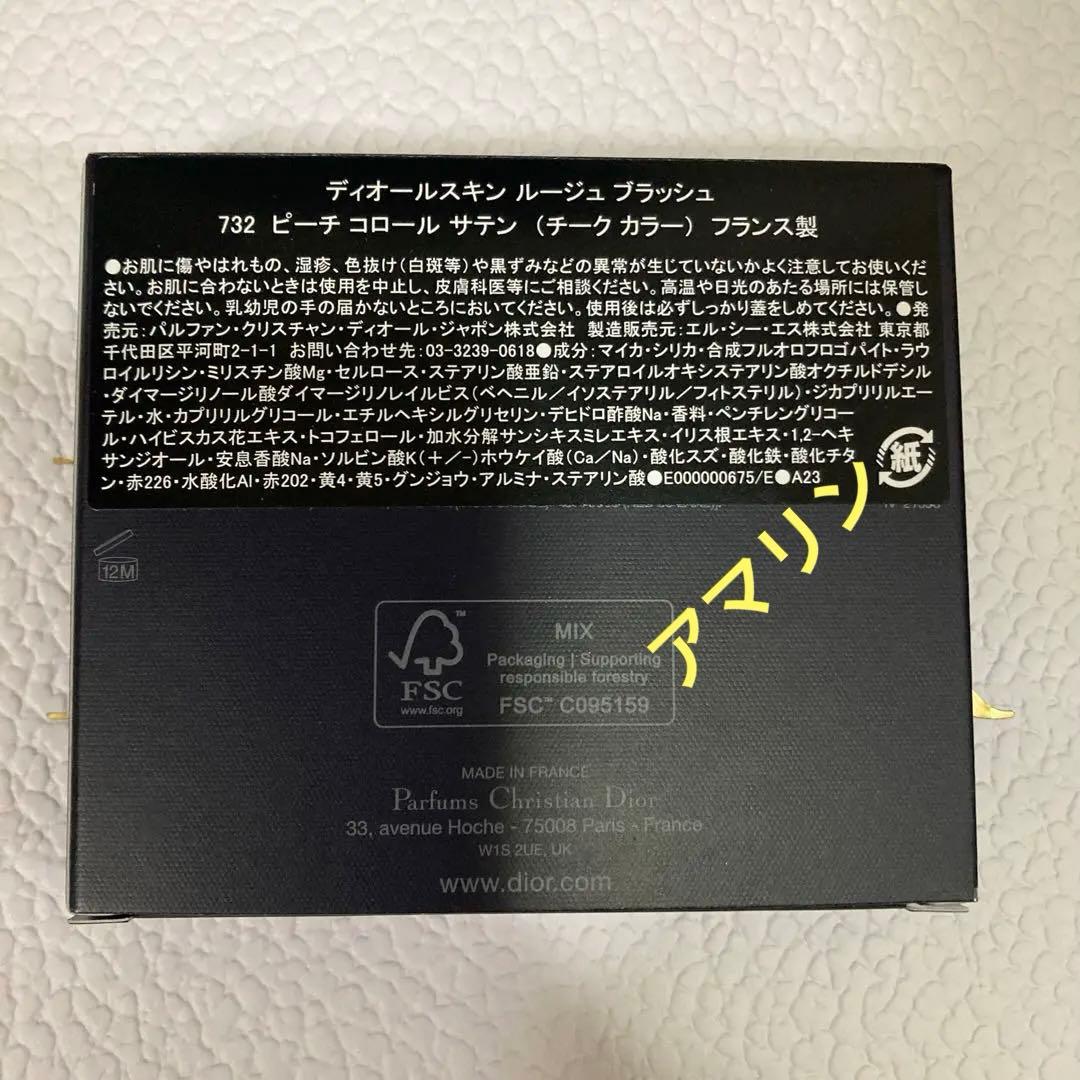 ディオールスキン ルージュ ブラッシュ
732 ピーチ コロール サテン （チーク カラー） フランス製
●お肌に傷やはれもの、湿疹、色抜け（白斑等）や黒ずみなどの異常が生じていないかよく注意してお使いくだ
さい。お肌に合わないときは使用を中止し、皮膚科医等にご相談ください。高温や日光のあたる場所には保管し
ないでください。乳幼児の手の届かないところにおいてください。使用後は必ずしっかり蓋をしめてください。●発
売元：パルファン・クリスチャン・ディオール・ジャポン株式会社 製造販売元：エル・シー・エス株式会社 東京都
千代田区平河町2-1-1 お問い合わせ先：03-3239-0618●成分：マイカ・シリカ・合成フルオロフロゴパイト・ラウ
ロイルリシン・ミリスチン酸Mg・セルロース・ステアリン酸亜鉛・ステアロイルオキシステアリン酸オクチルドデシル
・ダイマージリノール酸ダイマージリノレイルビス（ベヘニル／イソステアリル／フィトステリル）・ジカプリリルエー
テル・水・カプリリルグリコール・エチルヘキシルグリセリン・デヒドロ酢酸Na・香料・ペンチレングリコー
ル・ハイビスカス花エキス・トコフェロール・加水分解サンシキスミレエキス・イリス根エキス・1,2-ヘキ
サンジオール・安息香酸Na・ソルビン酸K（＋／－）ホウケイ酸（Ca／Na）・酸化スズ・酸化鉄・酸化チタ
ン・赤226・水酸化Al・赤202・黄4・黄5・グンジョウ・アルミナ・ステアリン酸●E000000675/E●A23
紙
アマリン
12M
FSC™
www.fsc.org
MIX
Packaging | Supporting
responsible forestry
FSC™ C095159
MADE IN FRANCE
Parfums Christian Dior
33, avenue Hoche - 75008 Paris - France
W1S 2UE, UK
www.dior.com